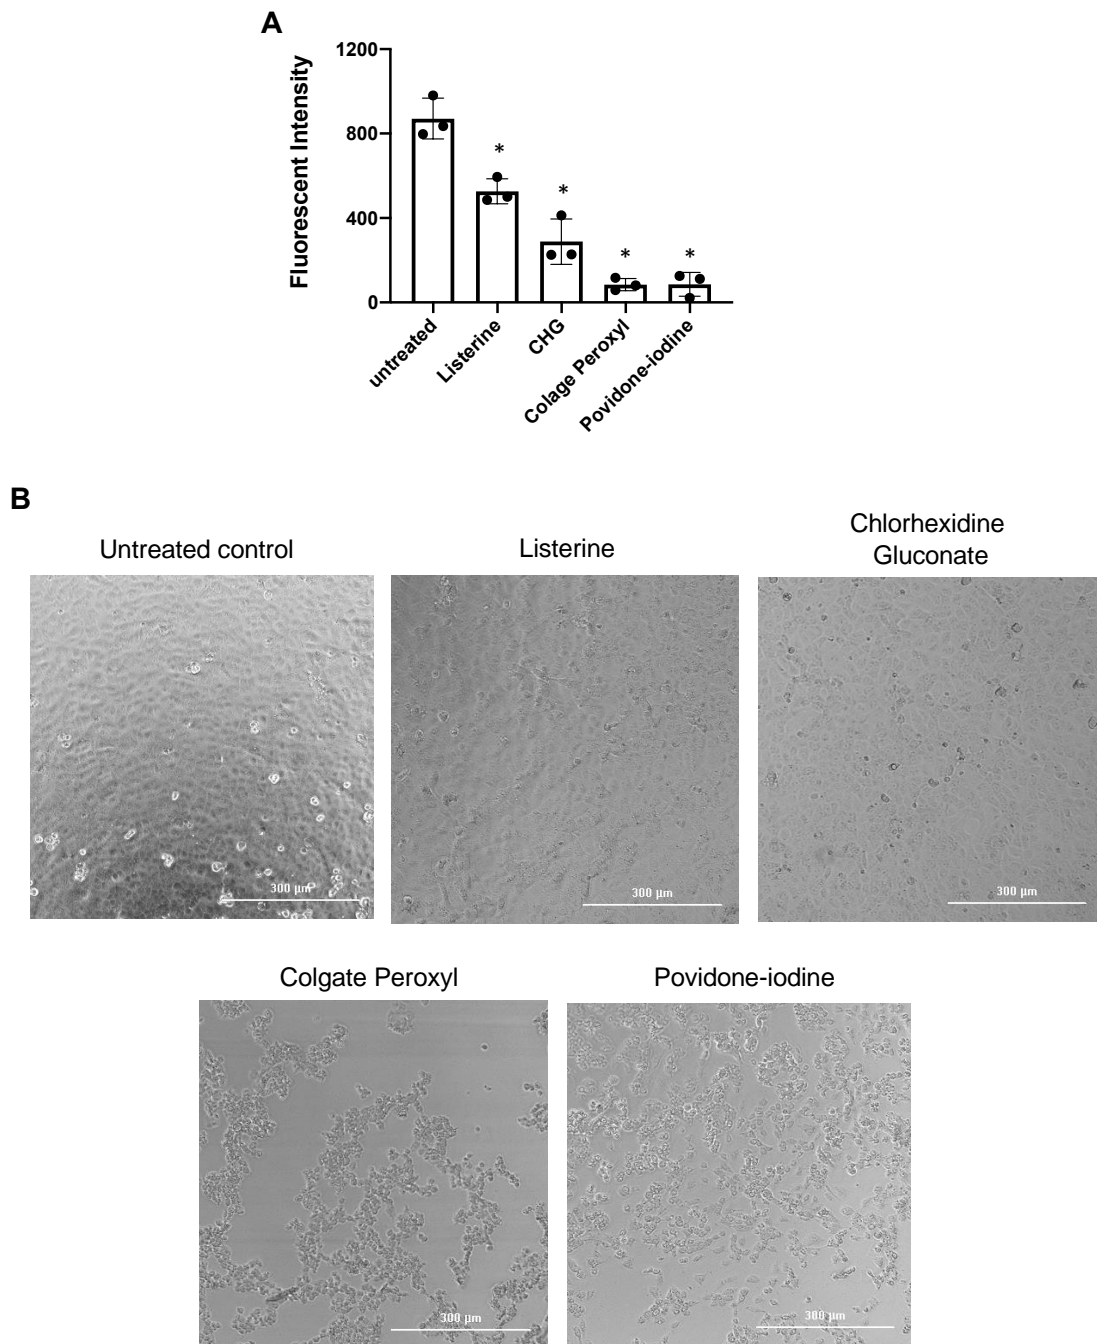 A
Fluorescent Intensity
1200
800
400
0
*
*
*
*
untreated
Listerine
CHG
Colage Peroxyl
Povidone-iodine
B
Untreated control
Listerine
Chlorhexidine
Gluconate
300 µm
300 µm
300 µm
Colgate Peroxyl
Povidone-iodine
300 µm
300 µm